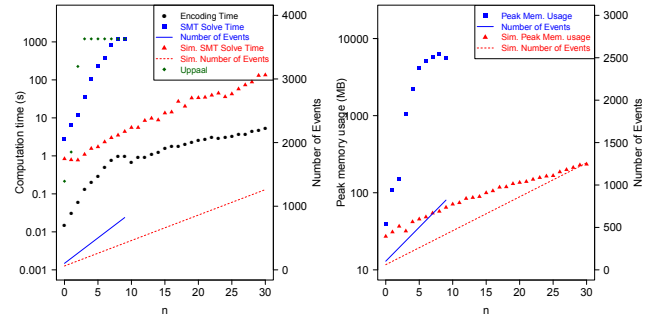 Encoding Time
SMT Solve Time
Number of Events
Sim. SMT Solve Time
Sim. Number of Events
Uppaal
Computation time (s)
1000
100
10
1
0.1
0.01
0.001
0 5 10 15 20 25 30
n
4000
3000
2000
1000
0
Number of Events
Peak Mem. Usage
Number of Events
Sim. Peak Mem. usage
Sim. Number of Events
Peak memory usage (MB)
10000
1000
100
10
0 5 10 15 20 25 30
n
3000
2500
2000
1500
1000
500
0
Number of Events